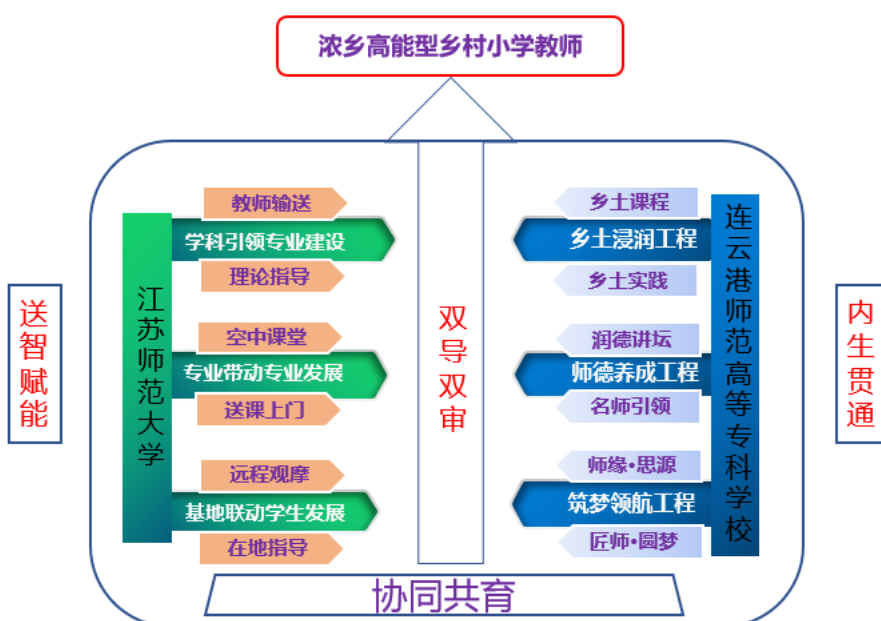 浓乡高能型乡村小学教师
送智赋能
江苏师范大学
教师输送
学科引领专业建设
理论指导
空中课堂
专业带动专业发展
送课上门
远程观摩
基地联动学生发展
在地指导
双导双审
乡土课程
乡土浸润工程
乡土实践
润德讲坛
师德养成工程
名师引领
师缘•思源
筑梦领航工程
匠师•圆梦
连云港师范高等专科学校
内生贯通
协同共育